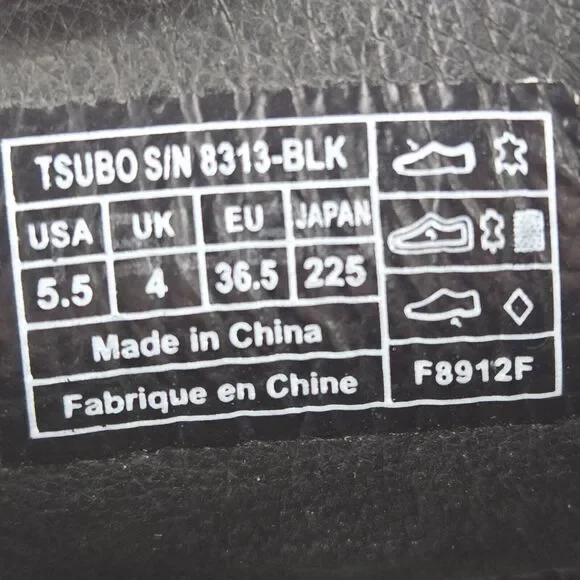 TSUBO S/N 8313-BLK
USA UK EU JAPAN
5.5 4 36.5 225
Made in China
Fabrique en Chine
F8912F